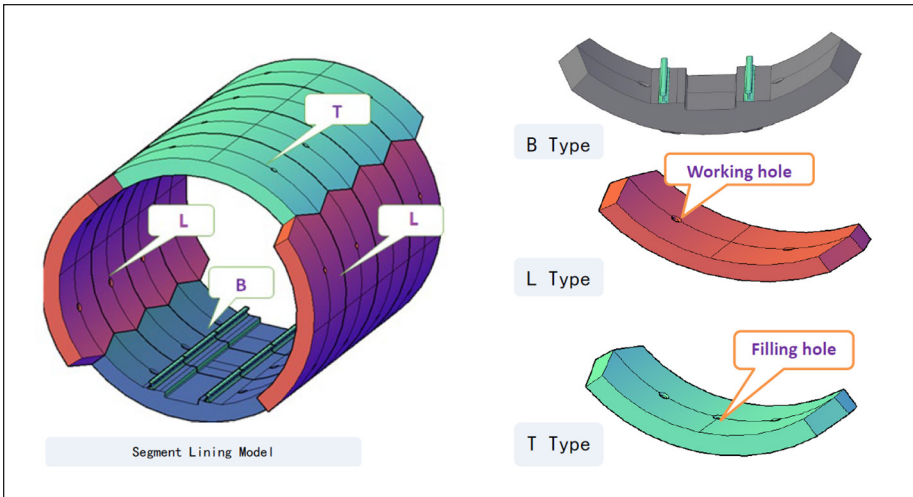 T
L
L
B
Segment Lining Model
B Type
Working hole
L Type
Filling hole
T Type